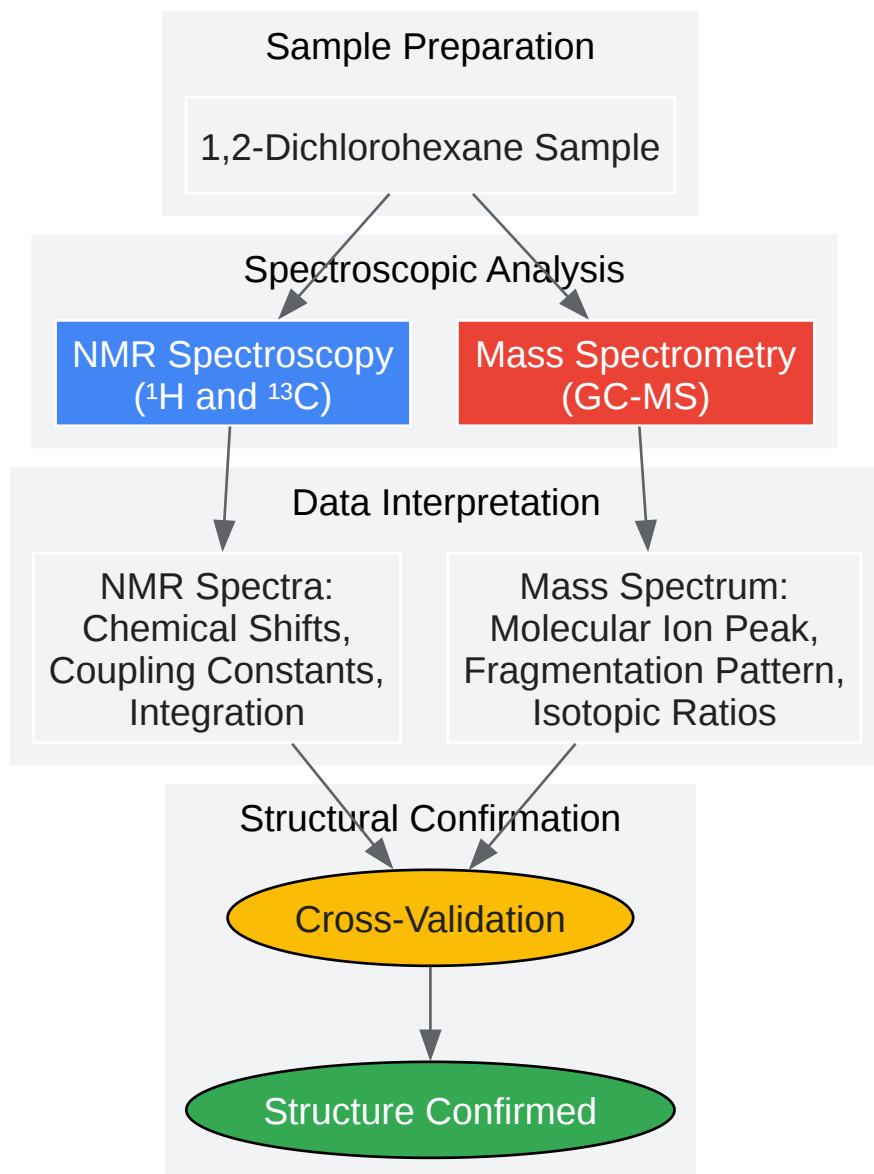 Sample Preparation
1,2-Dichlorohexane Sample
Spectroscopic Analysis
NMR Spectroscopy
(¹H and ¹³C)
Mass Spectrometry
(GC-MS)
Data Interpretation
NMR Spectra:
Chemical Shifts,
Coupling Constants,
Integration
Mass Spectrum:
Molecular Ion Peak,
Fragmentation Pattern,
Isotopic Ratios
Structural Confirmation
Cross-Validation
Structure Confirmed